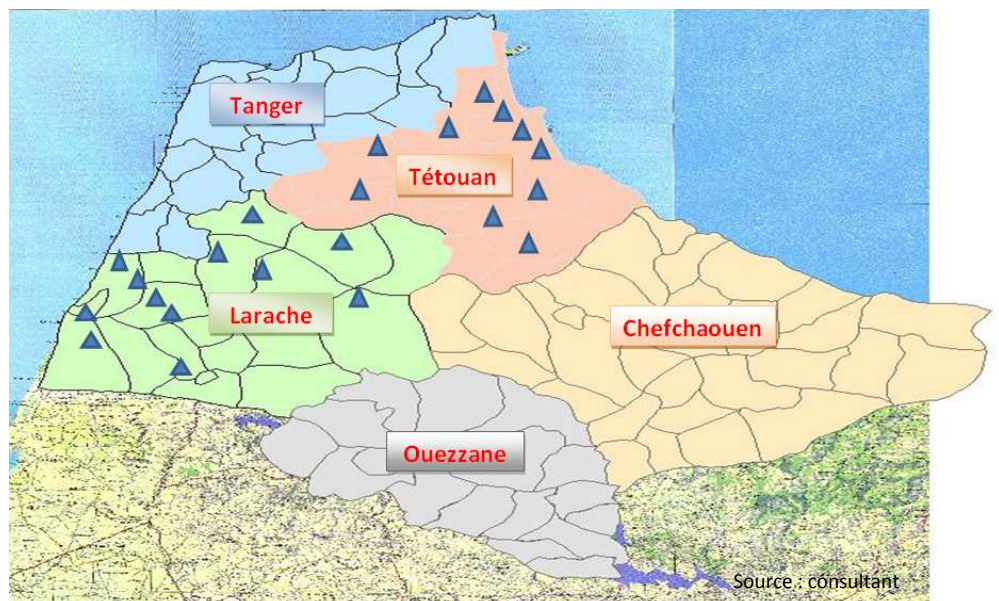 Tanger
Tétouan
Larache
Chefchaouen
Ouezzane
Source : consultant